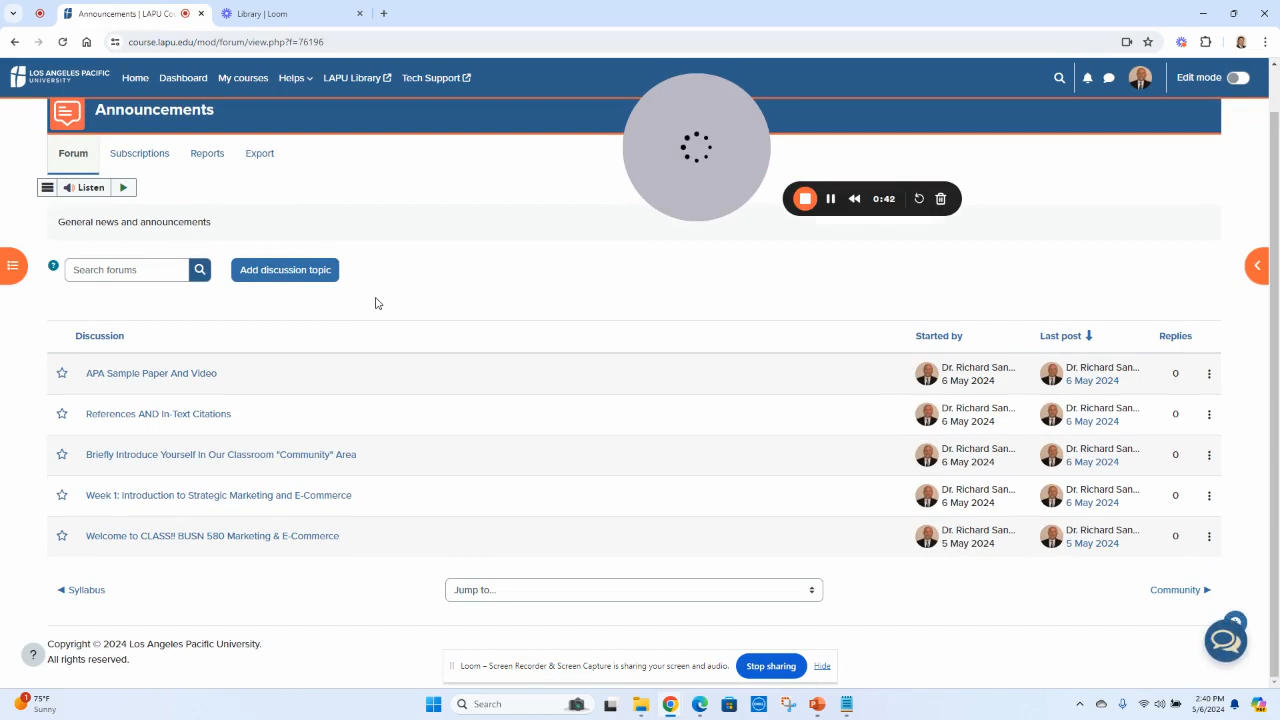 Announcements | LAPU Co
Library | Loom
course.lapu.edu/mod/forum/view.php?f=76196
LOS ANGELES PACIFIC
UNIVERSITY
Home
Dashboard
My courses
Helps
LAPU Library
Tech Support
Edit mode
Announcements
Forum
Subscriptions
Reports
Export
Listen
0:42
General news and announcements
?
Search forums
Add discussion topic
Discussion
Started by
Last post
Replies
APA Sample Paper And Video
Dr. Richard San...
6 May 2024
Dr. Richard San...
6 May 2024
0
References AND In-Text Citations
Dr. Richard San...
6 May 2024
Dr. Richard San...
6 May 2024
0
Briefly Introduce Yourself In Our Classroom "Community" Area
Dr. Richard San...
6 May 2024
Dr. Richard San...
6 May 2024
0
Week 1: Introduction to Strategic Marketing and E-Commerce
Dr. Richard San...
6 May 2024
Dr. Richard San...
6 May 2024
0
Welcome to CLASS!! BUSN 580 Marketing & E-Commerce
Dr. Richard San...
5 May 2024
Dr. Richard San...
5 May 2024
0
◄ Syllabus
Jump to...
Community ►
Copyright © 2024 Los Angeles Pacific University.
All rights reserved.
?
Loom – Screen Recorder & Screen Capture is sharing your screen and audio.
Stop sharing
Hide
1
75°F
Sunny
Search
DELL
2:40 PM
5/6/2024